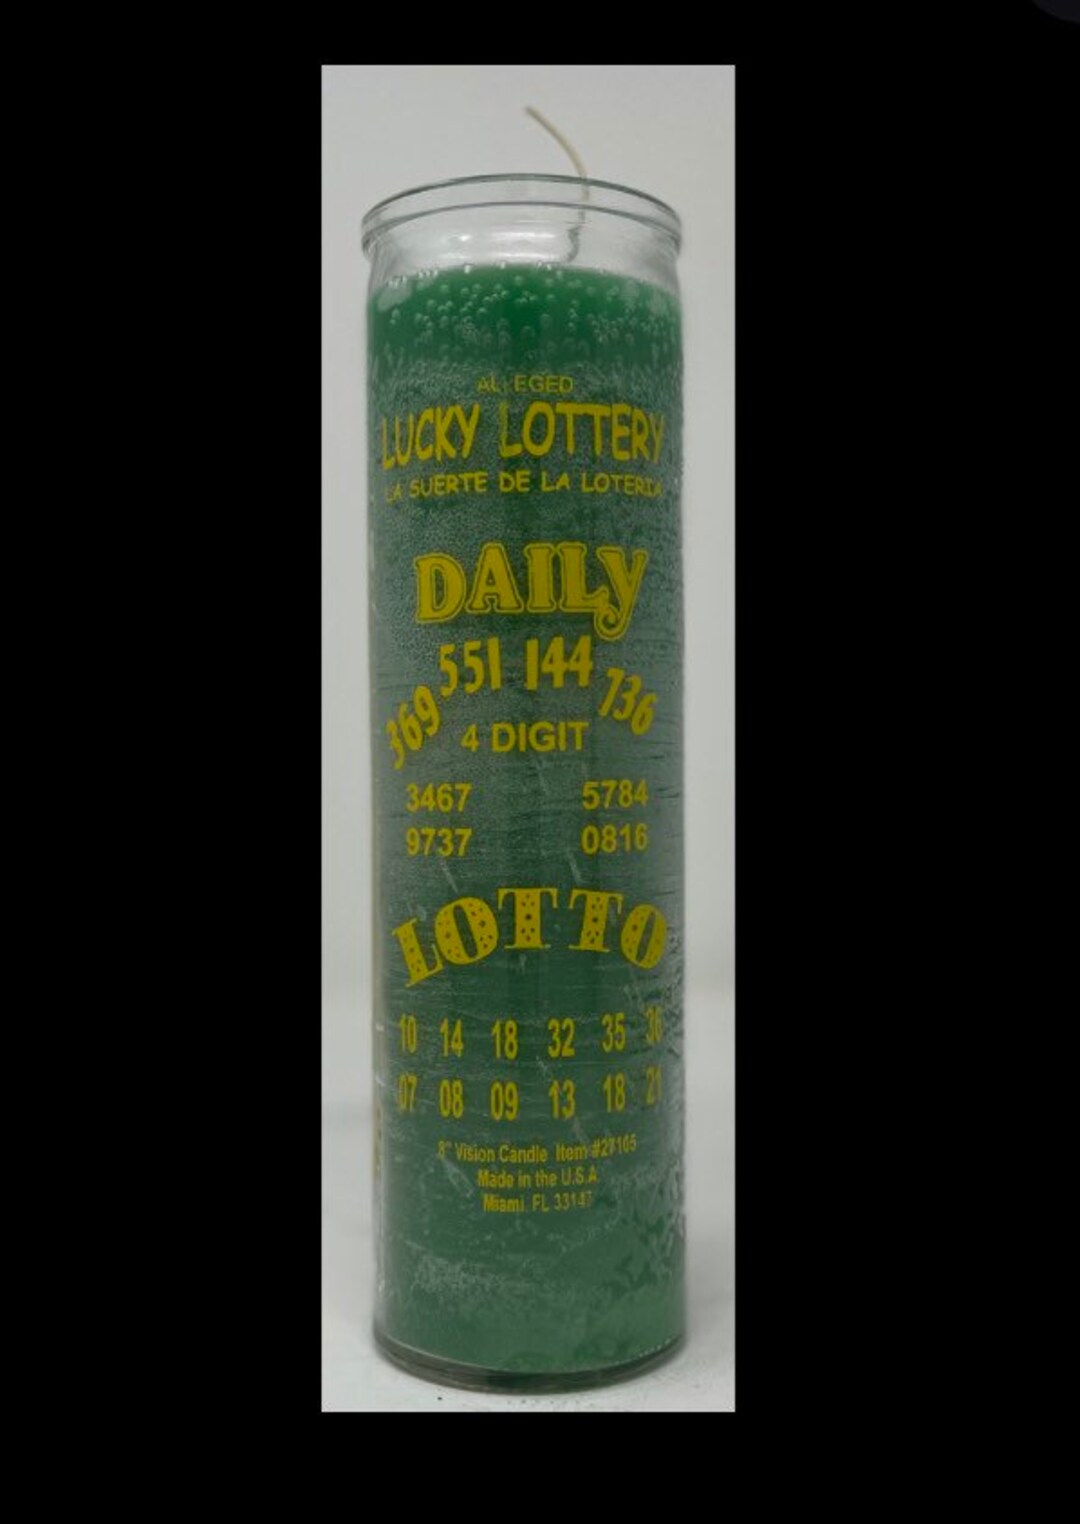 ALLEGED
LUCKY LOTTERY
LA SUERTE DE LA LOTERIA
DAILY
369 551 144 736
4 DIGIT
3467 5784
9737 0816
LOTTO
10 14 18 32 35 36
07 08 09 13 18 21
8" Vision Candle Item #27165
Made in the U.S.A.
Miami, FL 33147